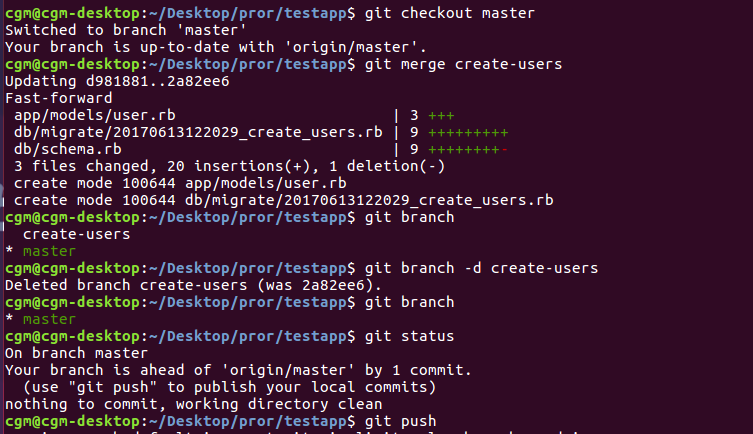 cgm@cgm-desktop:~/Desktop/pror/testapp$ git checkout master
Switched to branch 'master'
Your branch is up-to-date with 'origin/master'.
cgm@cgm-desktop:~/Desktop/pror/testapp$ git merge create-users
Updating d981881..2a82ee6
Fast-forward
 app/models/user.rb                             | 3 +++
 db/migrate/20170613122029_create_users.rb | 9 +++++++++
 db/schema.rb                                   | 9 ++++++++-
 3 files changed, 20 insertions(+), 1 deletion(-)
 create mode 100644 app/models/user.rb
 create mode 100644 db/migrate/20170613122029_create_users.rb
cgm@cgm-desktop:~/Desktop/pror/testapp$ git branch
  create-users
* master
cgm@cgm-desktop:~/Desktop/pror/testapp$ git branch -d create-users
Deleted branch create-users (was 2a82ee6).
cgm@cgm-desktop:~/Desktop/pror/testapp$ git branch
* master
cgm@cgm-desktop:~/Desktop/pror/testapp$ git status
On branch master
Your branch is ahead of 'origin/master' by 1 commit.
  (use "git push" to publish your local commits)
nothing to commit, working directory clean
cgm@cgm-desktop:~/Desktop/pror/testapp$ git push